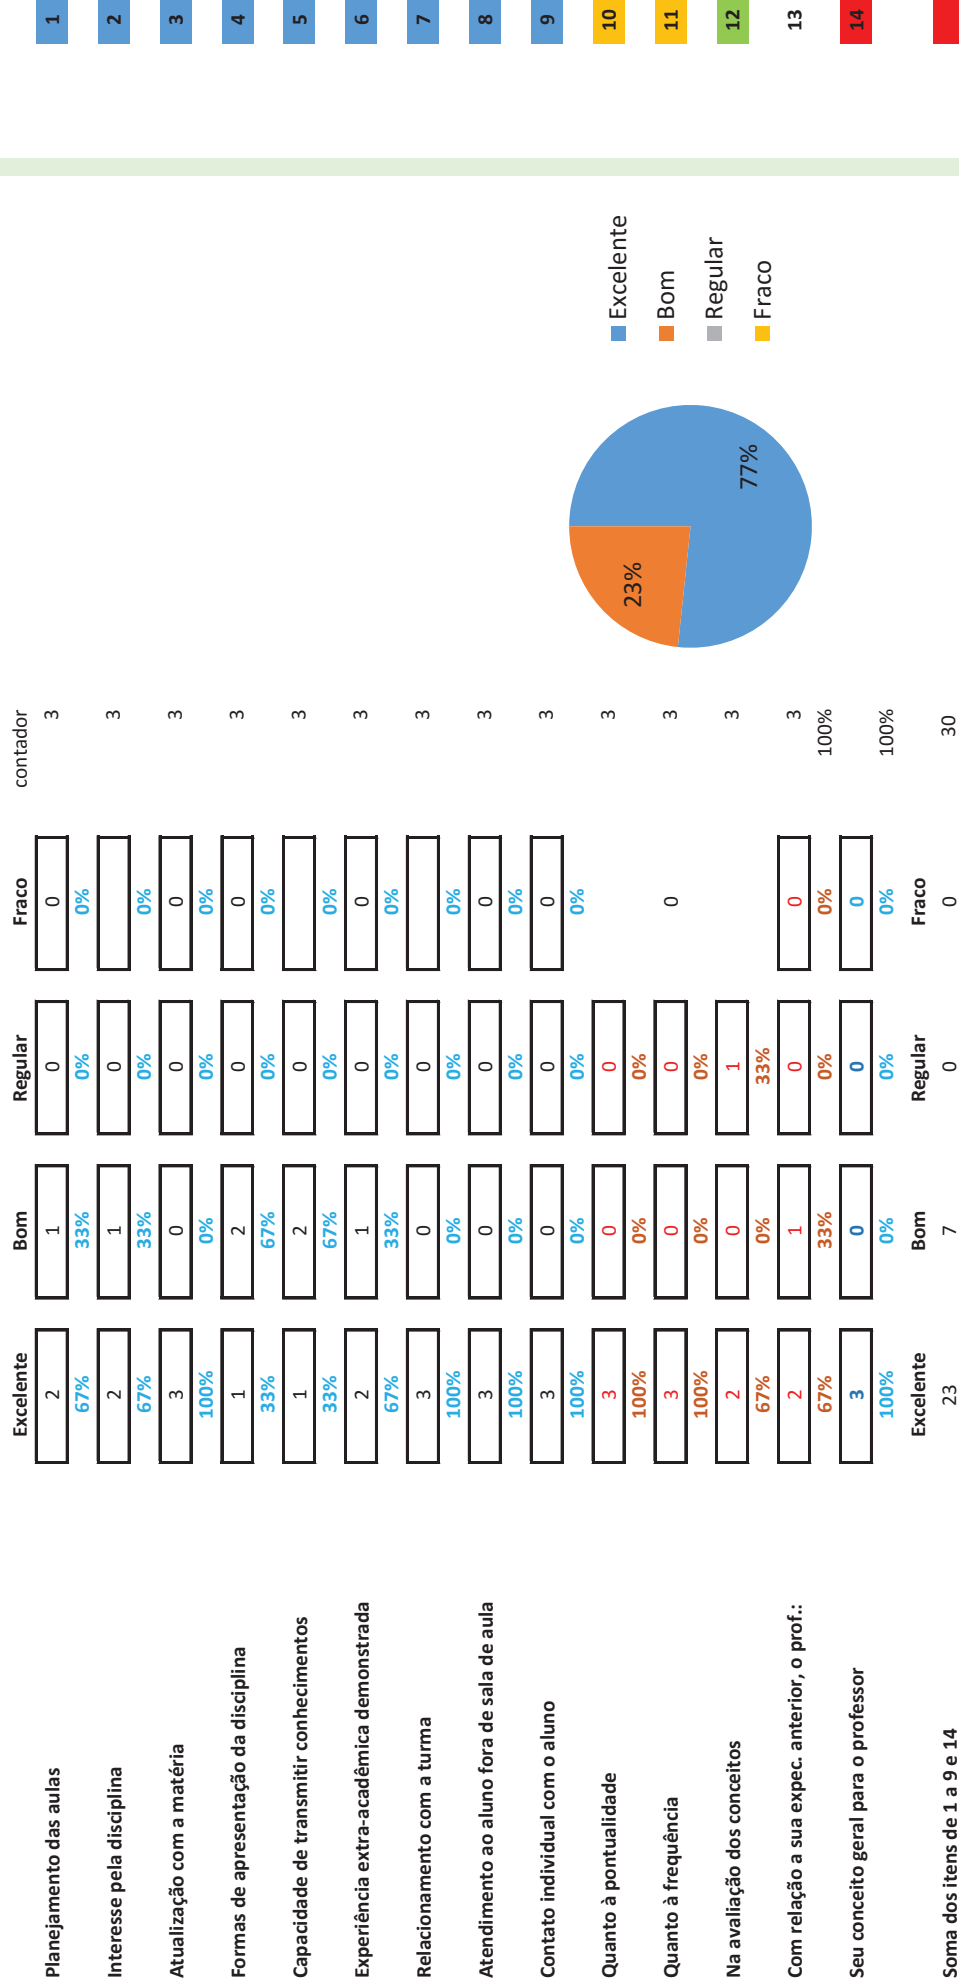 Excelente Bom Regular Fraco contador
Planejamento das aulas 2 1 0 0 3 1
67% 33% 0% 0%
Interesse pela disciplina 2 1 0 3 2
67% 33% 0% 0%
Atualização com a matéria 3 0 0 0 3 3
100% 0% 0% 0%
Formas de apresentação da disciplina 1 2 0 0 3 4
33% 67% 0% 0%
Capacidade de transmitir conhecimentos 1 2 0 3 5
33% 67% 0% 0%
Experiência extra-acadêmica demonstrada 2 1 0 0 3 6
67% 33% 0% 0%
Relacionamento com a turma 3 0 0 3 7
100% 0% 0% 0%
Atendimento ao aluno fora de sala de aula 3 0 0 0 3 8
100% 0% 0% 0%
Contato individual com o aluno 3 0 0 0 3 9
100% 0% 0% 0%
Quanto à pontualidade 3 0 0 3 10
100% 0% 0%
Quanto à frequência 3 0 0 0 3 11
100% 0% 0%
Na avaliação dos conceitos 2 0 1 3 12
67% 0% 33%
Com relação a sua expec. anterior, o prof.: 2 1 0 0 3 13
67% 33% 0% 0% 100%
Seu conceito geral para o professor 3 0 0 0 14
100% 0% 0% 0% 100%
Excelente Bom Regular Fraco
Soma dos itens de 1 a 9 e 14 23 7 0 0 30
23%
77%
Excelente
Bom
Regular
Fraco